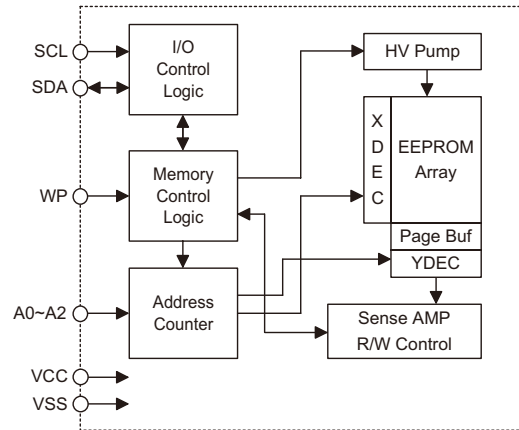 SCL
SDA
WP
A0~A2
VCC
VSS
I/O
Control
Logic
Memory
Control
Logic
Address
Counter
HV Pump
X
D
E
C
EEPROM
Array
Page Buf
YDEC
Sense AMP
R/W Control